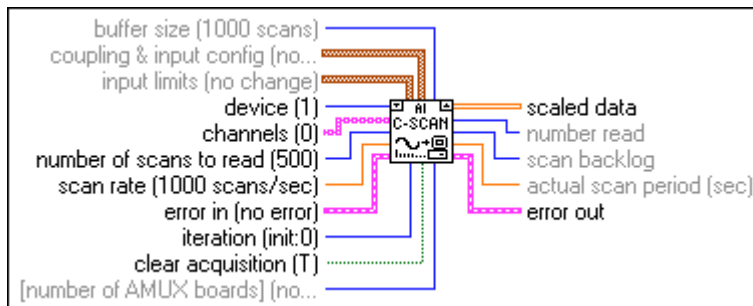 buffer size (1000 scans)
coupling & input config (no...
input limits (no change)
device (1)
channels (0)
number of scans to read (500)
scan rate (1000 scans/sec)
error in (no error)
iteration (init:0)
clear acquisition (T)
[number of AMUX boards] (no...
AI
C-SCAN
scaled data
number read
scan backlog
actual scan period (sec)
error out